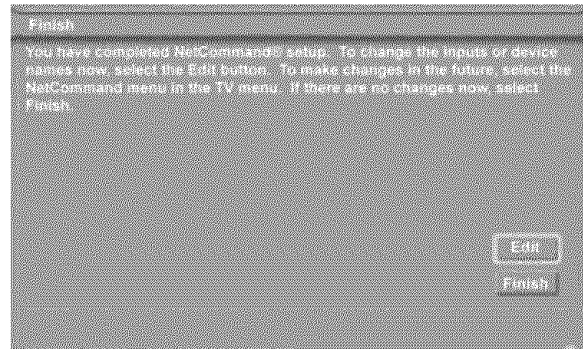 Finish
You have completed NetCommand® setup. To change the inputs or device
names now, select the Edit button. To make changes in the future, select the
NetCommand menu in the TV menu. If there are no changes now, select
Finish.
Edit
Finish